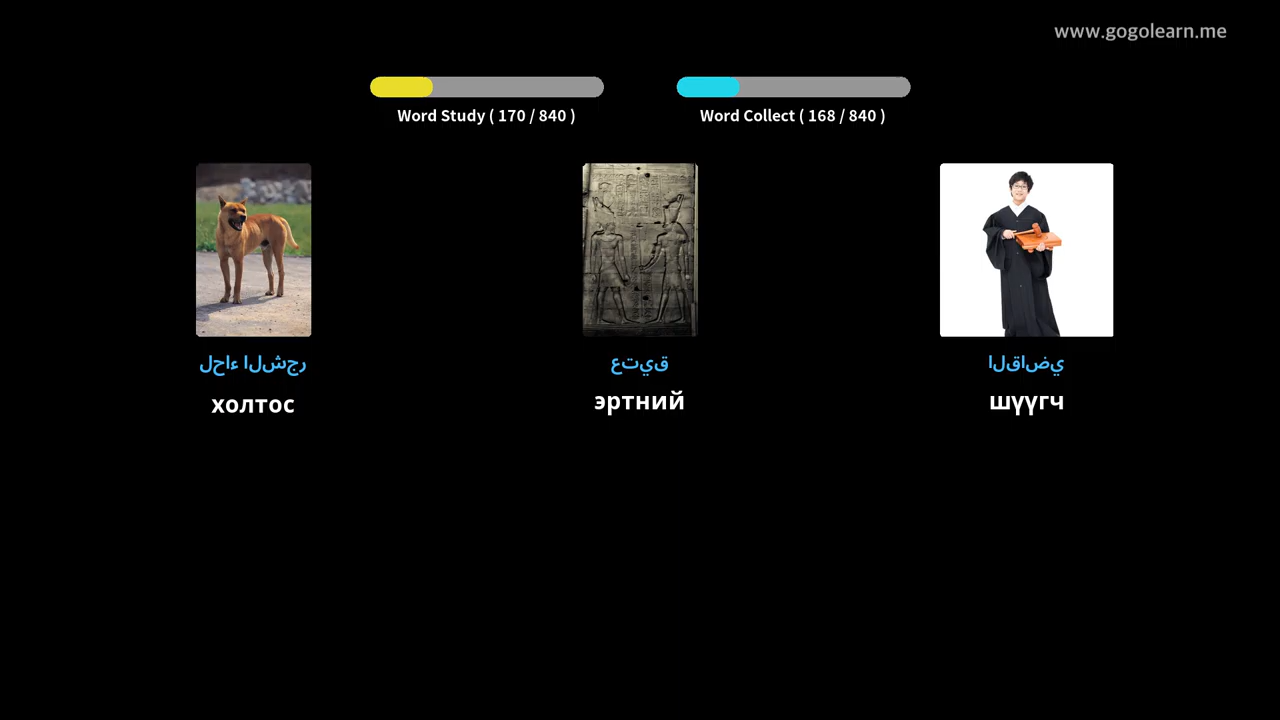 www.gogolearn.me
Word Study ( 170 / 840 )
Word Collect ( 168 / 840 )
لحاء الشجر
холтос
عتيق
эртний
القاضي
шүүгч